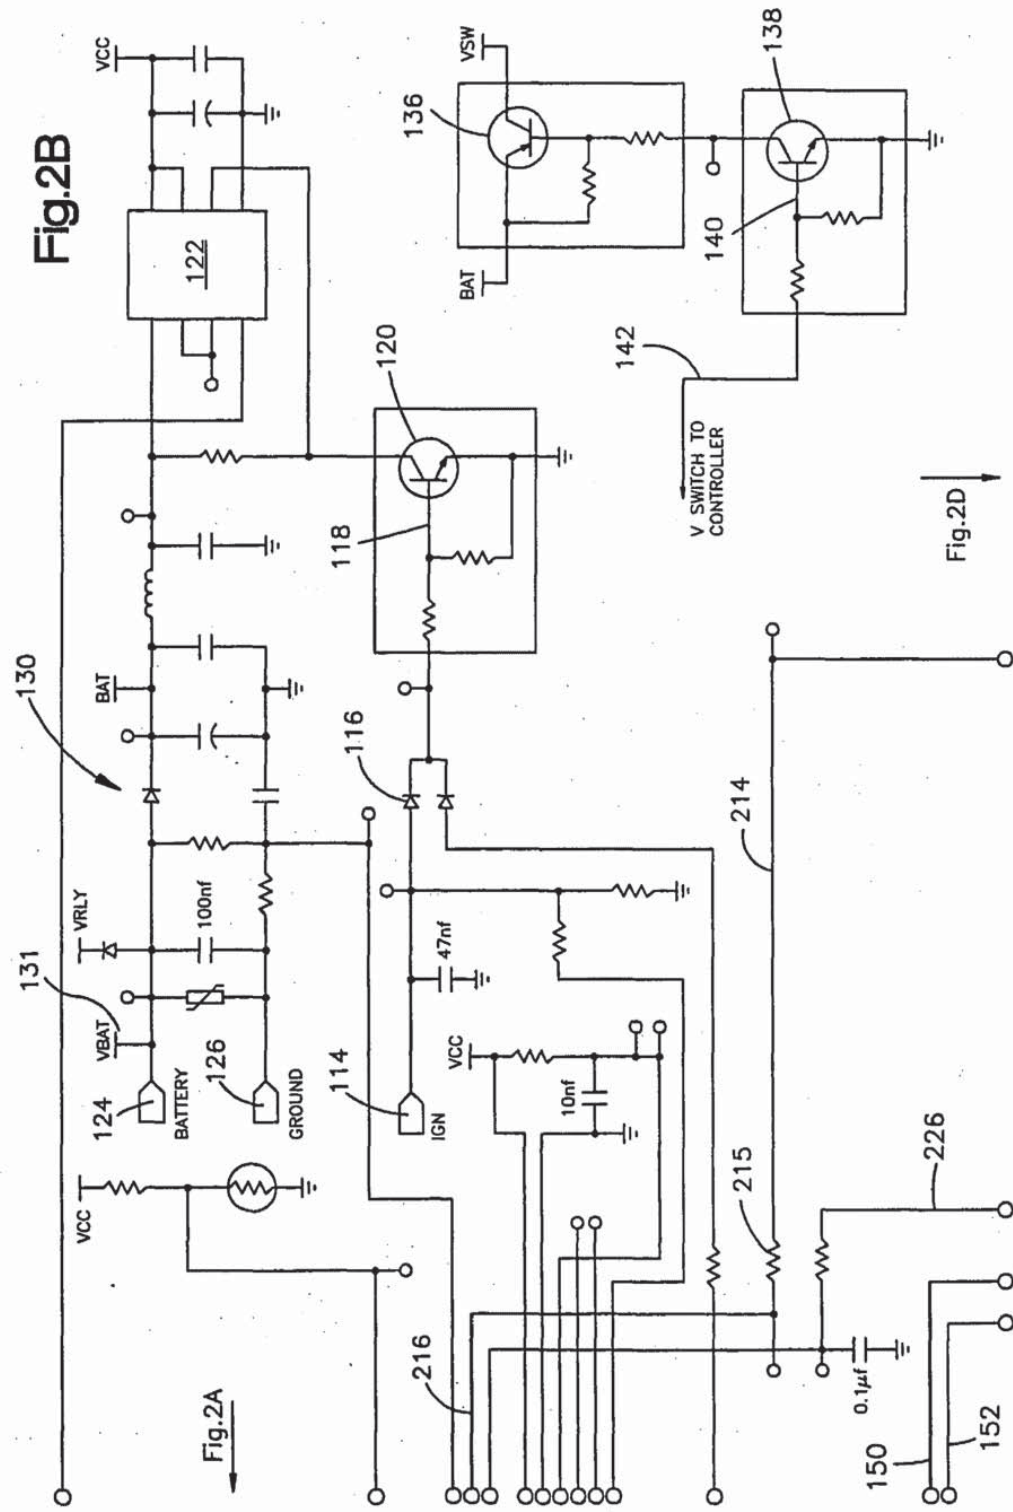 Fig.2B
VCC
122
VSW
136
138
140
BAT
142
V SWITCH TO
CONTROLLER
Fig.2D
120
118
130
BAT
116
214
VRLY
131
VBAT
100nf
124
BATTERY
126
GROUND
47nf
114
IGN
VCC
10nf
VCC
215
226
216
Fig.2A
0.1µf
150
152